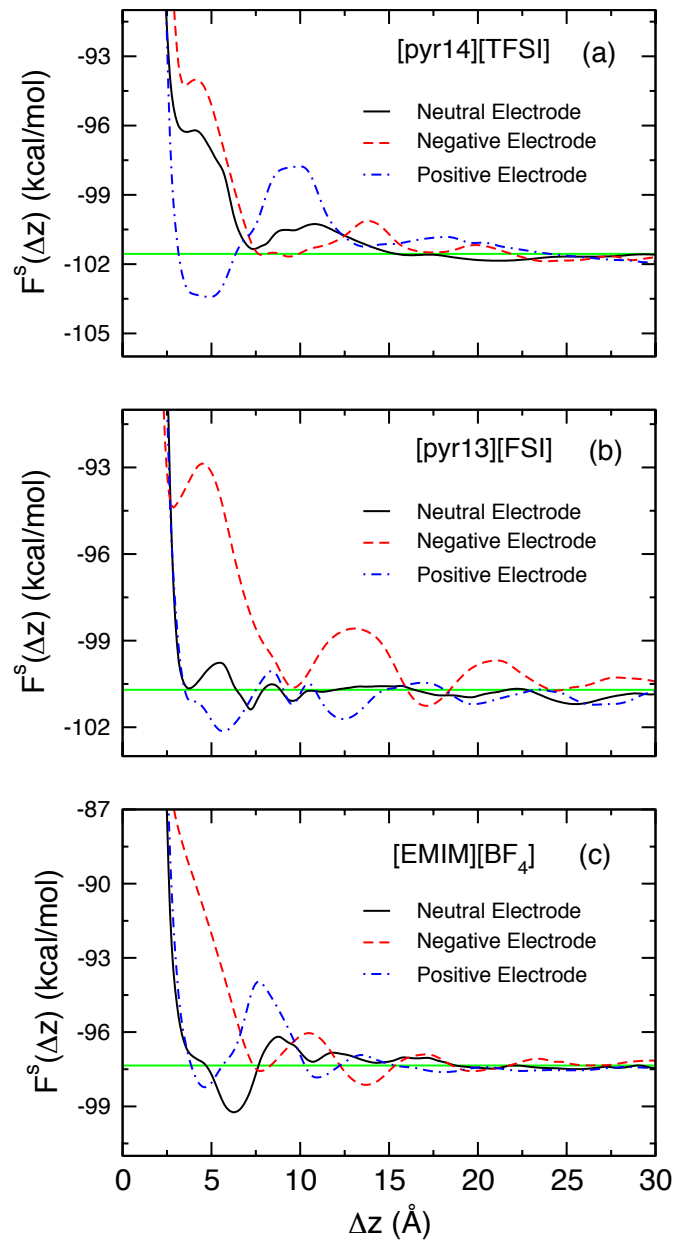 [pyr14][TFSI] (a)
Neutral Electrode
Negative Electrode
Positive Electrode
-93
-96
-99
-102
-105
F^s(Δz) (kcal/mol)
[pyr13][FSI] (b)
Neutral Electrode
Negative Electrode
Positive Electrode
-93
-96
-99
-102
F^s(Δz) (kcal/mol)
[EMIM][BF4] (c)
Neutral Electrode
Negative Electrode
Positive Electrode
-87
-90
-93
-96
-99
F^s(Δz) (kcal/mol)
0 5 10 15 20 25 30
Δz (Å)